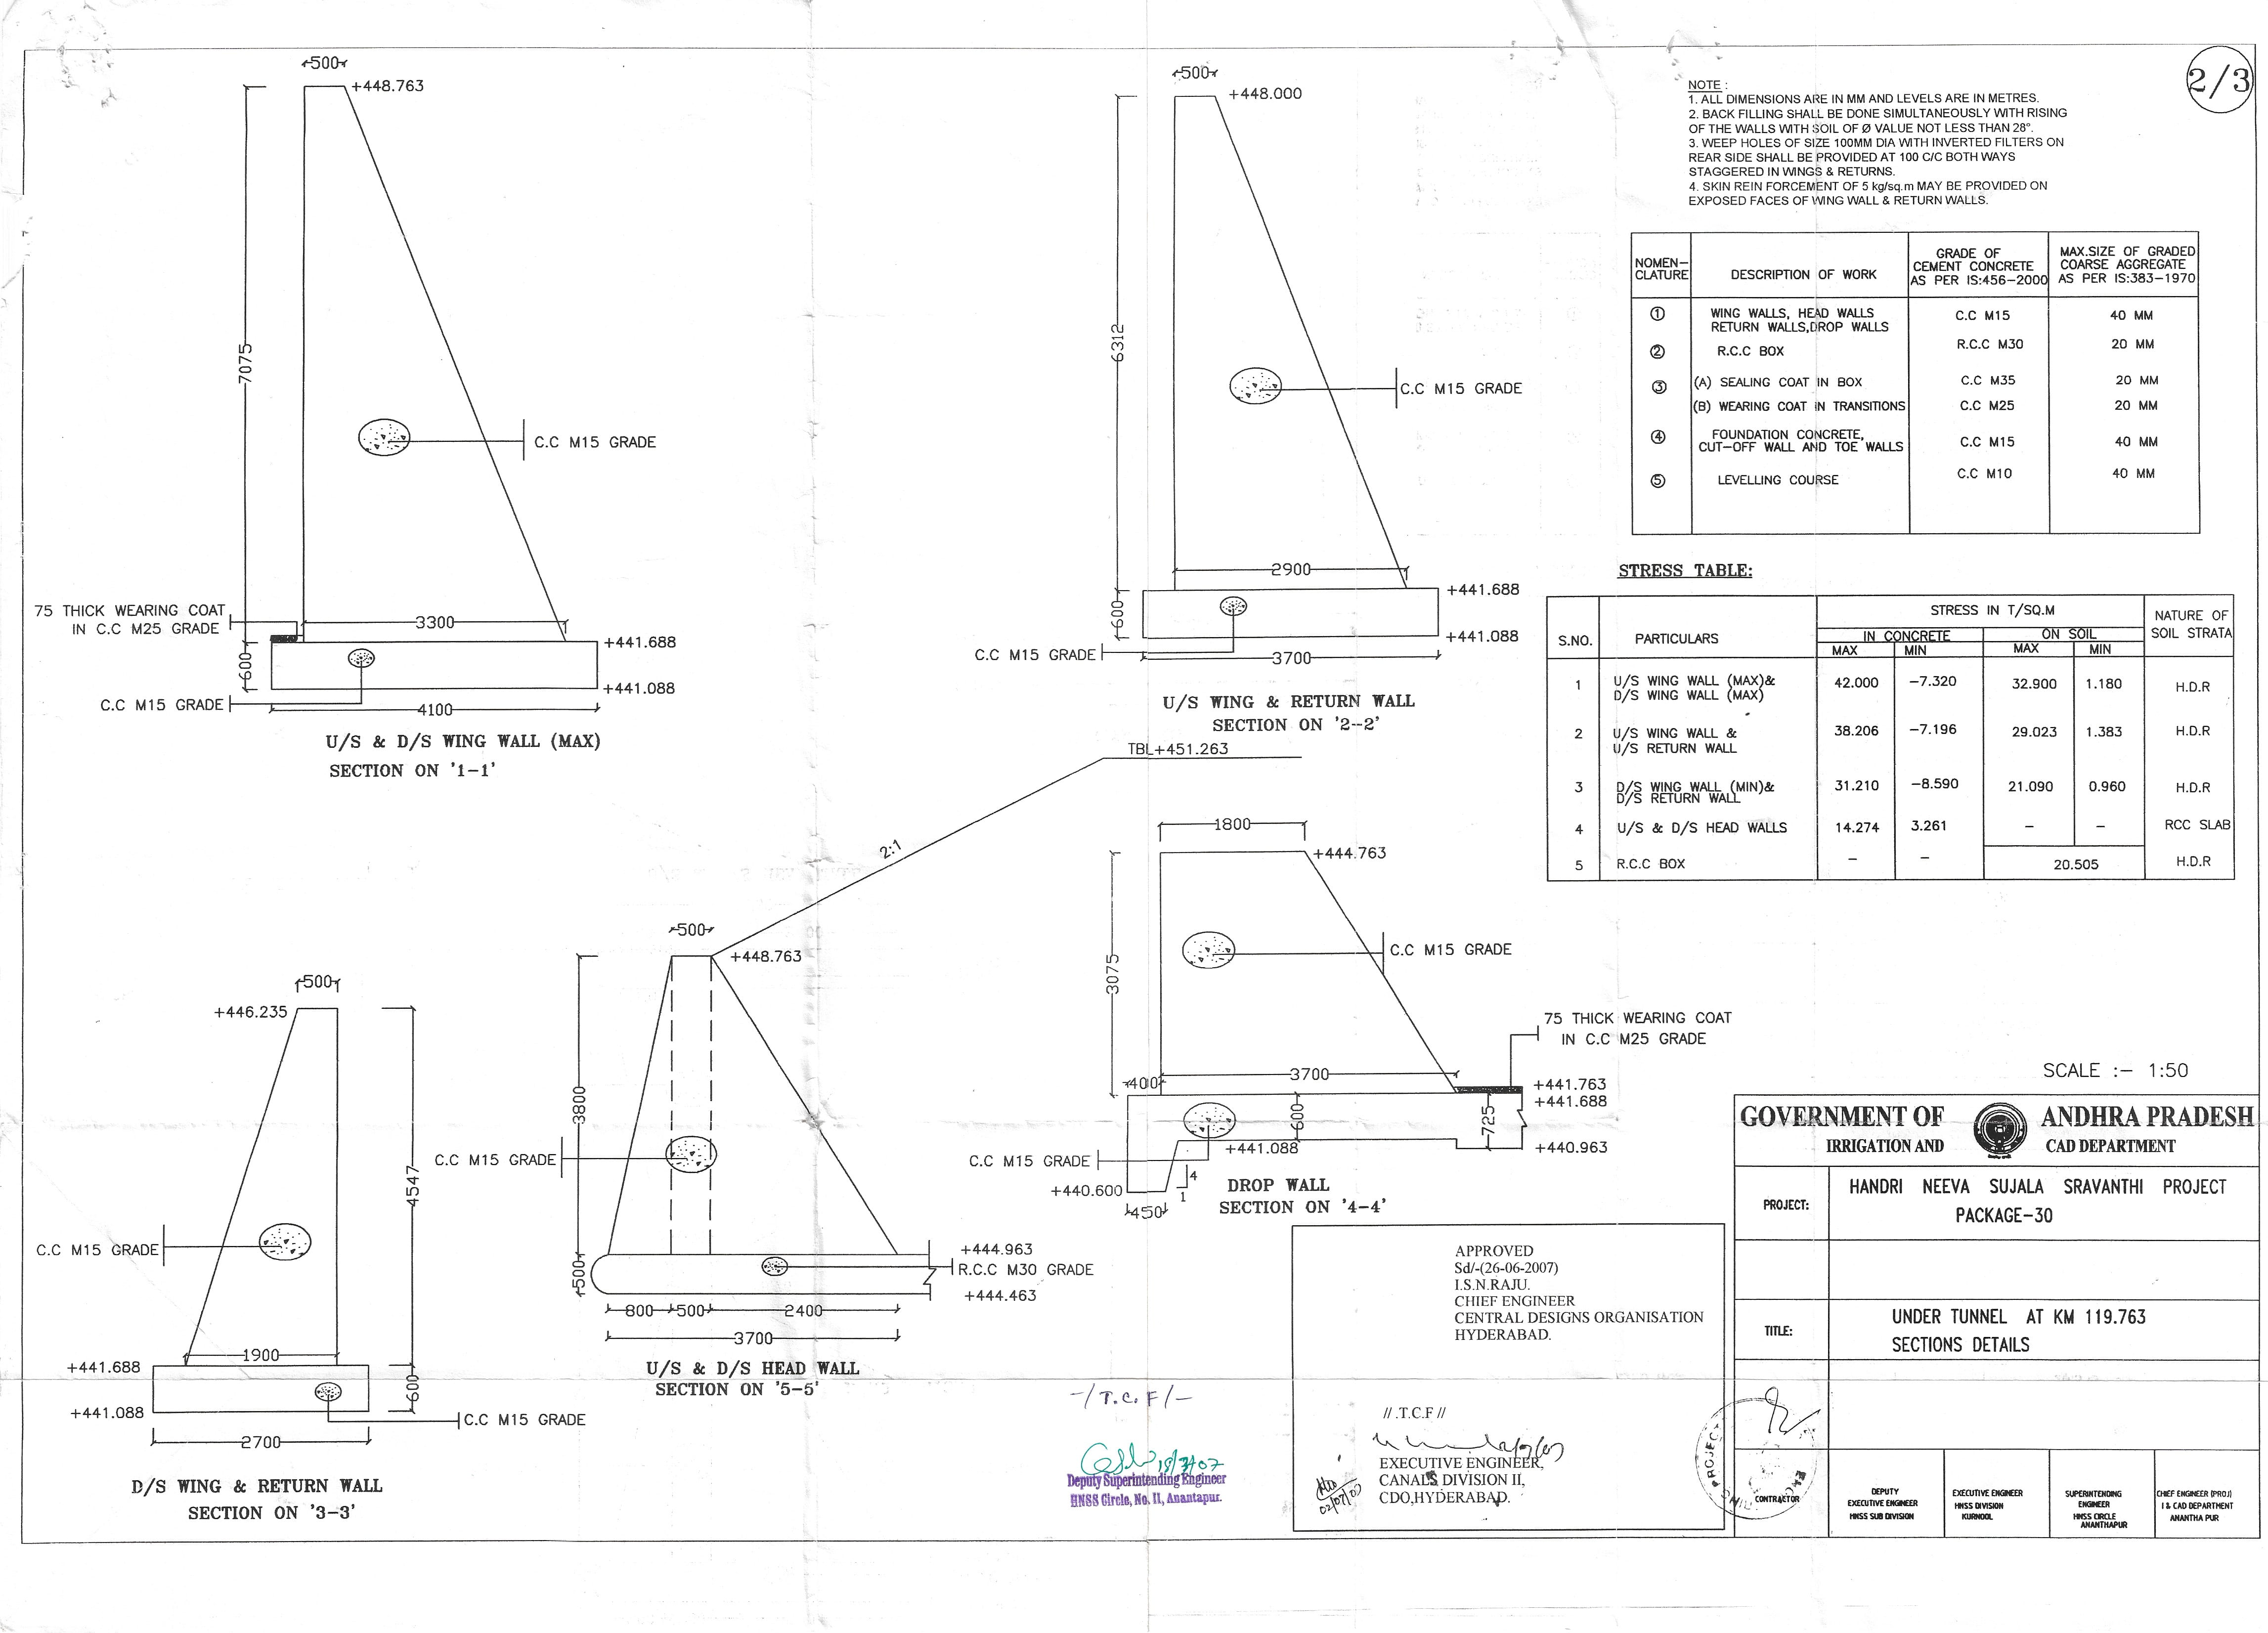 2/3
500
+448.763
7075
C.C M15 GRADE
75 THICK WEARING COAT
IN C.C M25 GRADE
3300
+441.688
600
+441.088
C.C M15 GRADE
4100
U/S & D/S WING WALL (MAX)
SECTION ON '1-1'
500
+448.000
6312
C.C M15 GRADE
2900
+441.688
600
+441.088
C.C M15 GRADE
3700
U/S WING & RETURN WALL
SECTION ON '2-2'
NOTE :
1. ALL DIMENSIONS ARE IN MM AND LEVELS ARE IN METRES.
2. BACK FILLING SHALL BE DONE SIMULTANEOUSLY WITH RISING
OF THE WALLS WITH SOIL OF Ø VALUE NOT LESS THAN 28°.
3. WEEP HOLES OF SIZE 100MM DIA WITH INVERTED FILTERS ON
REAR SIDE SHALL BE PROVIDED AT 100 C/C BOTH WAYS
STAGGERED IN WINGS & RETURNS.
4. SKIN REIN FORCEMENT OF 5 kg/sq.m MAY BE PROVIDED ON
EXPOSED FACES OF WING WALL & RETURN WALLS.
NOMEN-
CLATURE
DESCRIPTION OF WORK
GRADE OF
CEMENT CONCRETE
AS PER IS:456-2000
MAX.SIZE OF GRADED
COARSE AGGREGATE
AS PER IS:383-1970
① WING WALLS, HEAD WALLS
RETURN WALLS,DROP WALLS C.C M15 40 MM
② R.C.C BOX R.C.C M30 20 MM
③ (A) SEALING COAT IN BOX C.C M35 20 MM
(B) WEARING COAT IN TRANSITIONS C.C M25 20 MM
④ FOUNDATION CONCRETE,
CUT-OFF WALL AND TOE WALLS C.C M15 40 MM
⑤ LEVELLING COURSE C.C M10 40 MM
STRESS TABLE:
S.NO. PARTICULARS
STRESS IN T/SQ.M
IN CONCRETE ON SOIL
MAX MIN MAX MIN
NATURE OF
SOIL STRATA
1 U/S WING WALL (MAX)&
D/S WING WALL (MAX) 42.000 -7.320 32.900 1.180 H.D.R
2 U/S WING WALL &
U/S RETURN WALL 38.206 -7.196 29.023 1.383 H.D.R
3 D/S WING WALL (MIN)&
D/S RETURN WALL 31.210 -8.590 21.090 0.960 H.D.R
4 U/S & D/S HEAD WALLS 14.274 3.261 - - RCC SLAB
5 R.C.C BOX - - 20.505 H.D.R
500
+446.235
4547
C.C M15 GRADE
1900
+441.688
600
+441.088
C.C M15 GRADE
2700
D/S WING & RETURN WALL
SECTION ON '3-3'
TBL+451.263
2:1
500
+448.763
3800
C.C M15 GRADE
+444.963
R.C.C M30 GRADE
500
+444.463
800 500 2400
3700
U/S & D/S HEAD WALL
SECTION ON '5-5'
1800
+444.763
3075
C.C M15 GRADE
75 THICK WEARING COAT
IN C.C M25 GRADE
3700
400
+441.763
+441.688
600
725
+441.088
+440.963
C.C M15 GRADE
4
1
+440.600
450
DROP WALL
SECTION ON '4-4'
SCALE :- 1:50
-/T.C.F/-
18/7/07
Deputy Superintending Engineer
HNSS Circle, No. II, Anantapur.
APPROVED
Sd/-(26-06-2007)
I.S.N.RAJU.
CHIEF ENGINEER
CENTRAL DESIGNS ORGANISATION
HYDERABAD.
// .T.C.F //
EXECUTIVE ENGINEER,
CANALS DIVISION II,
CDO,HYDERABAD.
02/07/07
GOVERNMENT OF ANDHRA PRADESH
IRRIGATION AND CAD DEPARTMENT
PROJECT:
HANDRI NEEVA SUJALA SRAVANTHI PROJECT
PACKAGE-30
TITLE:
UNDER TUNNEL AT KM 119.763
SECTIONS DETAILS
CONTRACTOR
DEPUTY
EXECUTIVE ENGINEER
HNSS SUB DIVISION
EXECUTIVE ENGINEER
HNSS DIVISION
KURNOOL
SUPERINTENDING
ENGINEER
HNSS CIRCLE
ANANTHAPUR
CHIEF ENGINEER (PROJ)
I & CAD DEPARTMENT
ANANTHA PUR